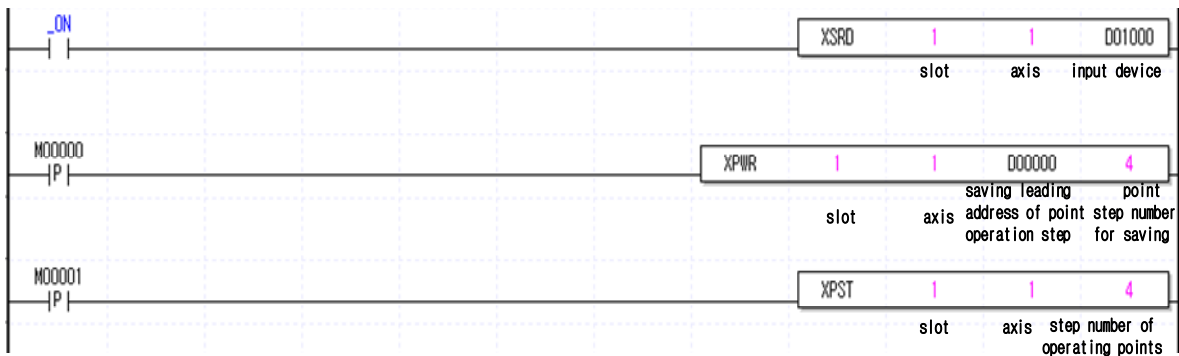 _ON
XSRD 1 1 D01000
slot axis input device
M00000
P
XPWR 1 1 D00000 4
saving leading point
slot axis address of point step number
operation step for saving
M00001
P
XPST 1 1 4
slot axis step number of
operating points